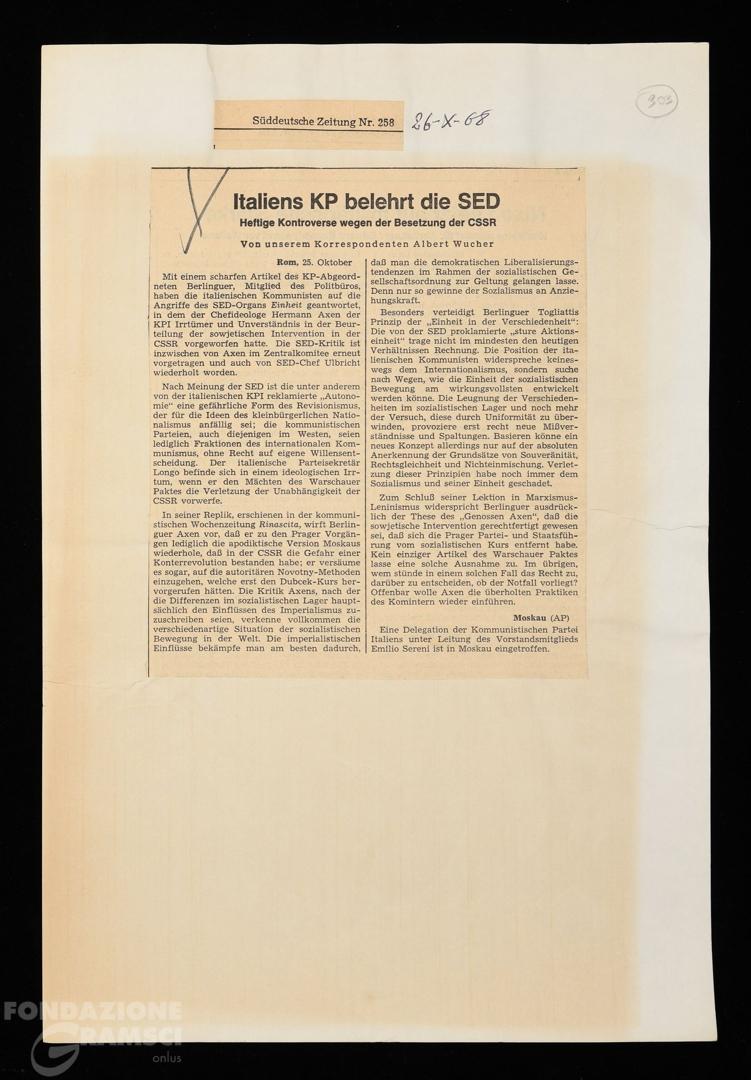 303
Süddeutsche Zeitung Nr. 258
26-X-68
Italiens KP belehrt die SED
Heftige Kontroverse wegen der Besetzung der CSSR
Von unserem Korrespondenten Albert Wucher
Rom, 25. Oktober
Mit einem scharfen Artikel des KP-Abgeord-
neten Berlinguer, Mitglied des Politbüros,
haben die italienischen Kommunisten auf die
Angriffe des SED-Organs Einheit geantwortet,
in dem der Chefideologe Hermann Axen der
KPI Irrtümer und Unverständnis in der Beur-
teilung der sowjetischen Intervention in der
CSSR vorgeworfen hatte. Die SED-Kritik ist
inzwischen von Axen im Zentralkomitee erneut
vorgetragen und auch von SED-Chef Ulbricht
wiederholt worden.
Nach Meinung der SED ist die unter anderem
von der italienischen KPI reklamierte „Autono-
mie“ eine gefährliche Form des Revisionismus,
der für die Ideen des kleinbürgerlichen Natio-
nalismus anfällig sei; die kommunistischen
Parteien, auch diejenigen im Westen, seien
lediglich Fraktionen des internationalen Kom-
munismus, ohne Recht auf eigene Willensent-
scheidung. Der italienische Parteisekretär
Longo befinde sich in einem ideologischen Irr-
tum, wenn er den Mächten des Warschauer
Paktes die Verletzung der Unabhängigkeit der
CSSR vorwerfe.
In seiner Replik, erschienen in der kommuni-
stischen Wochenzeitung Rinascita, wirft Berlin-
guer Axen vor, daß er zu den Prager Vorgän-
gen lediglich die apodiktische Version Moskaus
wiederhole, daß in der CSSR die Gefahr einer
Konterrevolution bestanden habe; er versäume
es sogar, auf die autoritären Novotny-Methoden
einzugehen, welche erst den Dubcek-Kurs her-
vorgerufen hätten. Die Kritik Axens, nach der
die Differenzen im sozialistischen Lager haupt-
sächlich den Einflüssen des Imperialismus zu-
zuschreiben seien, verkenne vollkommen die
verschiedenartige Situation der sozialistischen
Bewegung in der Welt. Die imperialistischen
Einflüsse bekämpfe man am besten dadurch,
daß man die demokratischen Liberalisierungs-
tendenzen im Rahmen der sozialistischen Ge-
sellschaftsordnung zur Geltung gelangen lasse.
Denn nur so gewinne der Sozialismus an Anzie-
hungskraft.
Besonders verteidigt Berlinguer Togliattis
Prinzip der „Einheit in der Verschiedenheit“:
Die von der SED proklamierte „sture Aktions-
einheit“ trage nicht im mindesten den heutigen
Verhältnissen Rechnung. Die Position der ita-
lienischen Kommunisten widerspreche keines-
wegs dem Internationalismus, sondern suche
nach Wegen, wie die Einheit der sozialistischen
Bewegung am wirkungsvollsten entwickelt
werden könne. Die Leugnung der Verschieden-
heiten im sozialistischen Lager und noch mehr
der Versuch, diese durch Uniformität zu über-
winden, provoziere erst recht neue Mißver-
ständnisse und Spaltungen. Basieren könne ein
neues Konzept allerdings nur auf der absoluten
Anerkennung der Grundsätze von Souveränität,
Rechtsgleichheit und Nichteinmischung. Verlet-
zung dieser Prinzipien habe noch immer dem
Sozialismus und seiner Einheit geschadet.
Zum Schluß seiner Lektion in Marxismus-
Leninismus widerspricht Berlinguer ausdrück-
lich der These des „Genossen Axen“, daß die
sowjetische Intervention gerechtfertigt gewesen
sei, daß sich die Prager Partei- und Staatsfüh-
rung vom sozialistischen Kurs entfernt habe.
Kein einziger Artikel des Warschauer Paktes
lasse eine solche Ausnahme zu. Im übrigen,
wem stünde in einem solchen Fall das Recht zu,
darüber zu entscheiden, ob der Notfall vorliegt?
Offenbar wolle Axen die überholten Praktiken
des Komintern wieder einführen.
Moskau (AP)
Eine Delegation der Kommunistischen Partei
Italiens unter Leitung des Vorstandsmitglieds
Emilio Sereni ist in Moskau eingetroffen.
FONDAZIONE
GRAMSCI
onlus